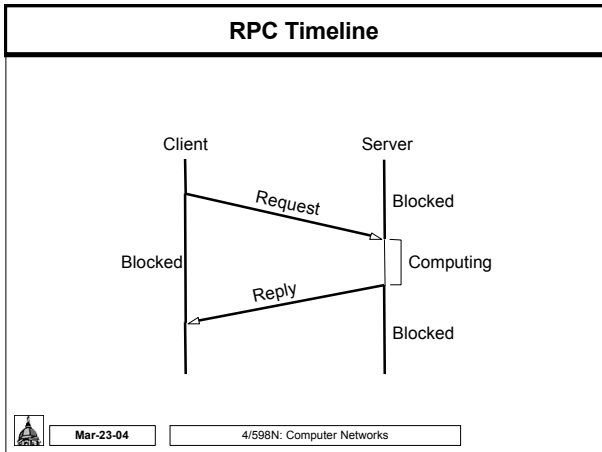 RPC Timeline
Client
Server
Request
Blocked
Blocked
Computing
Reply
Blocked
Mar-23-04
4/598N: Computer Networks